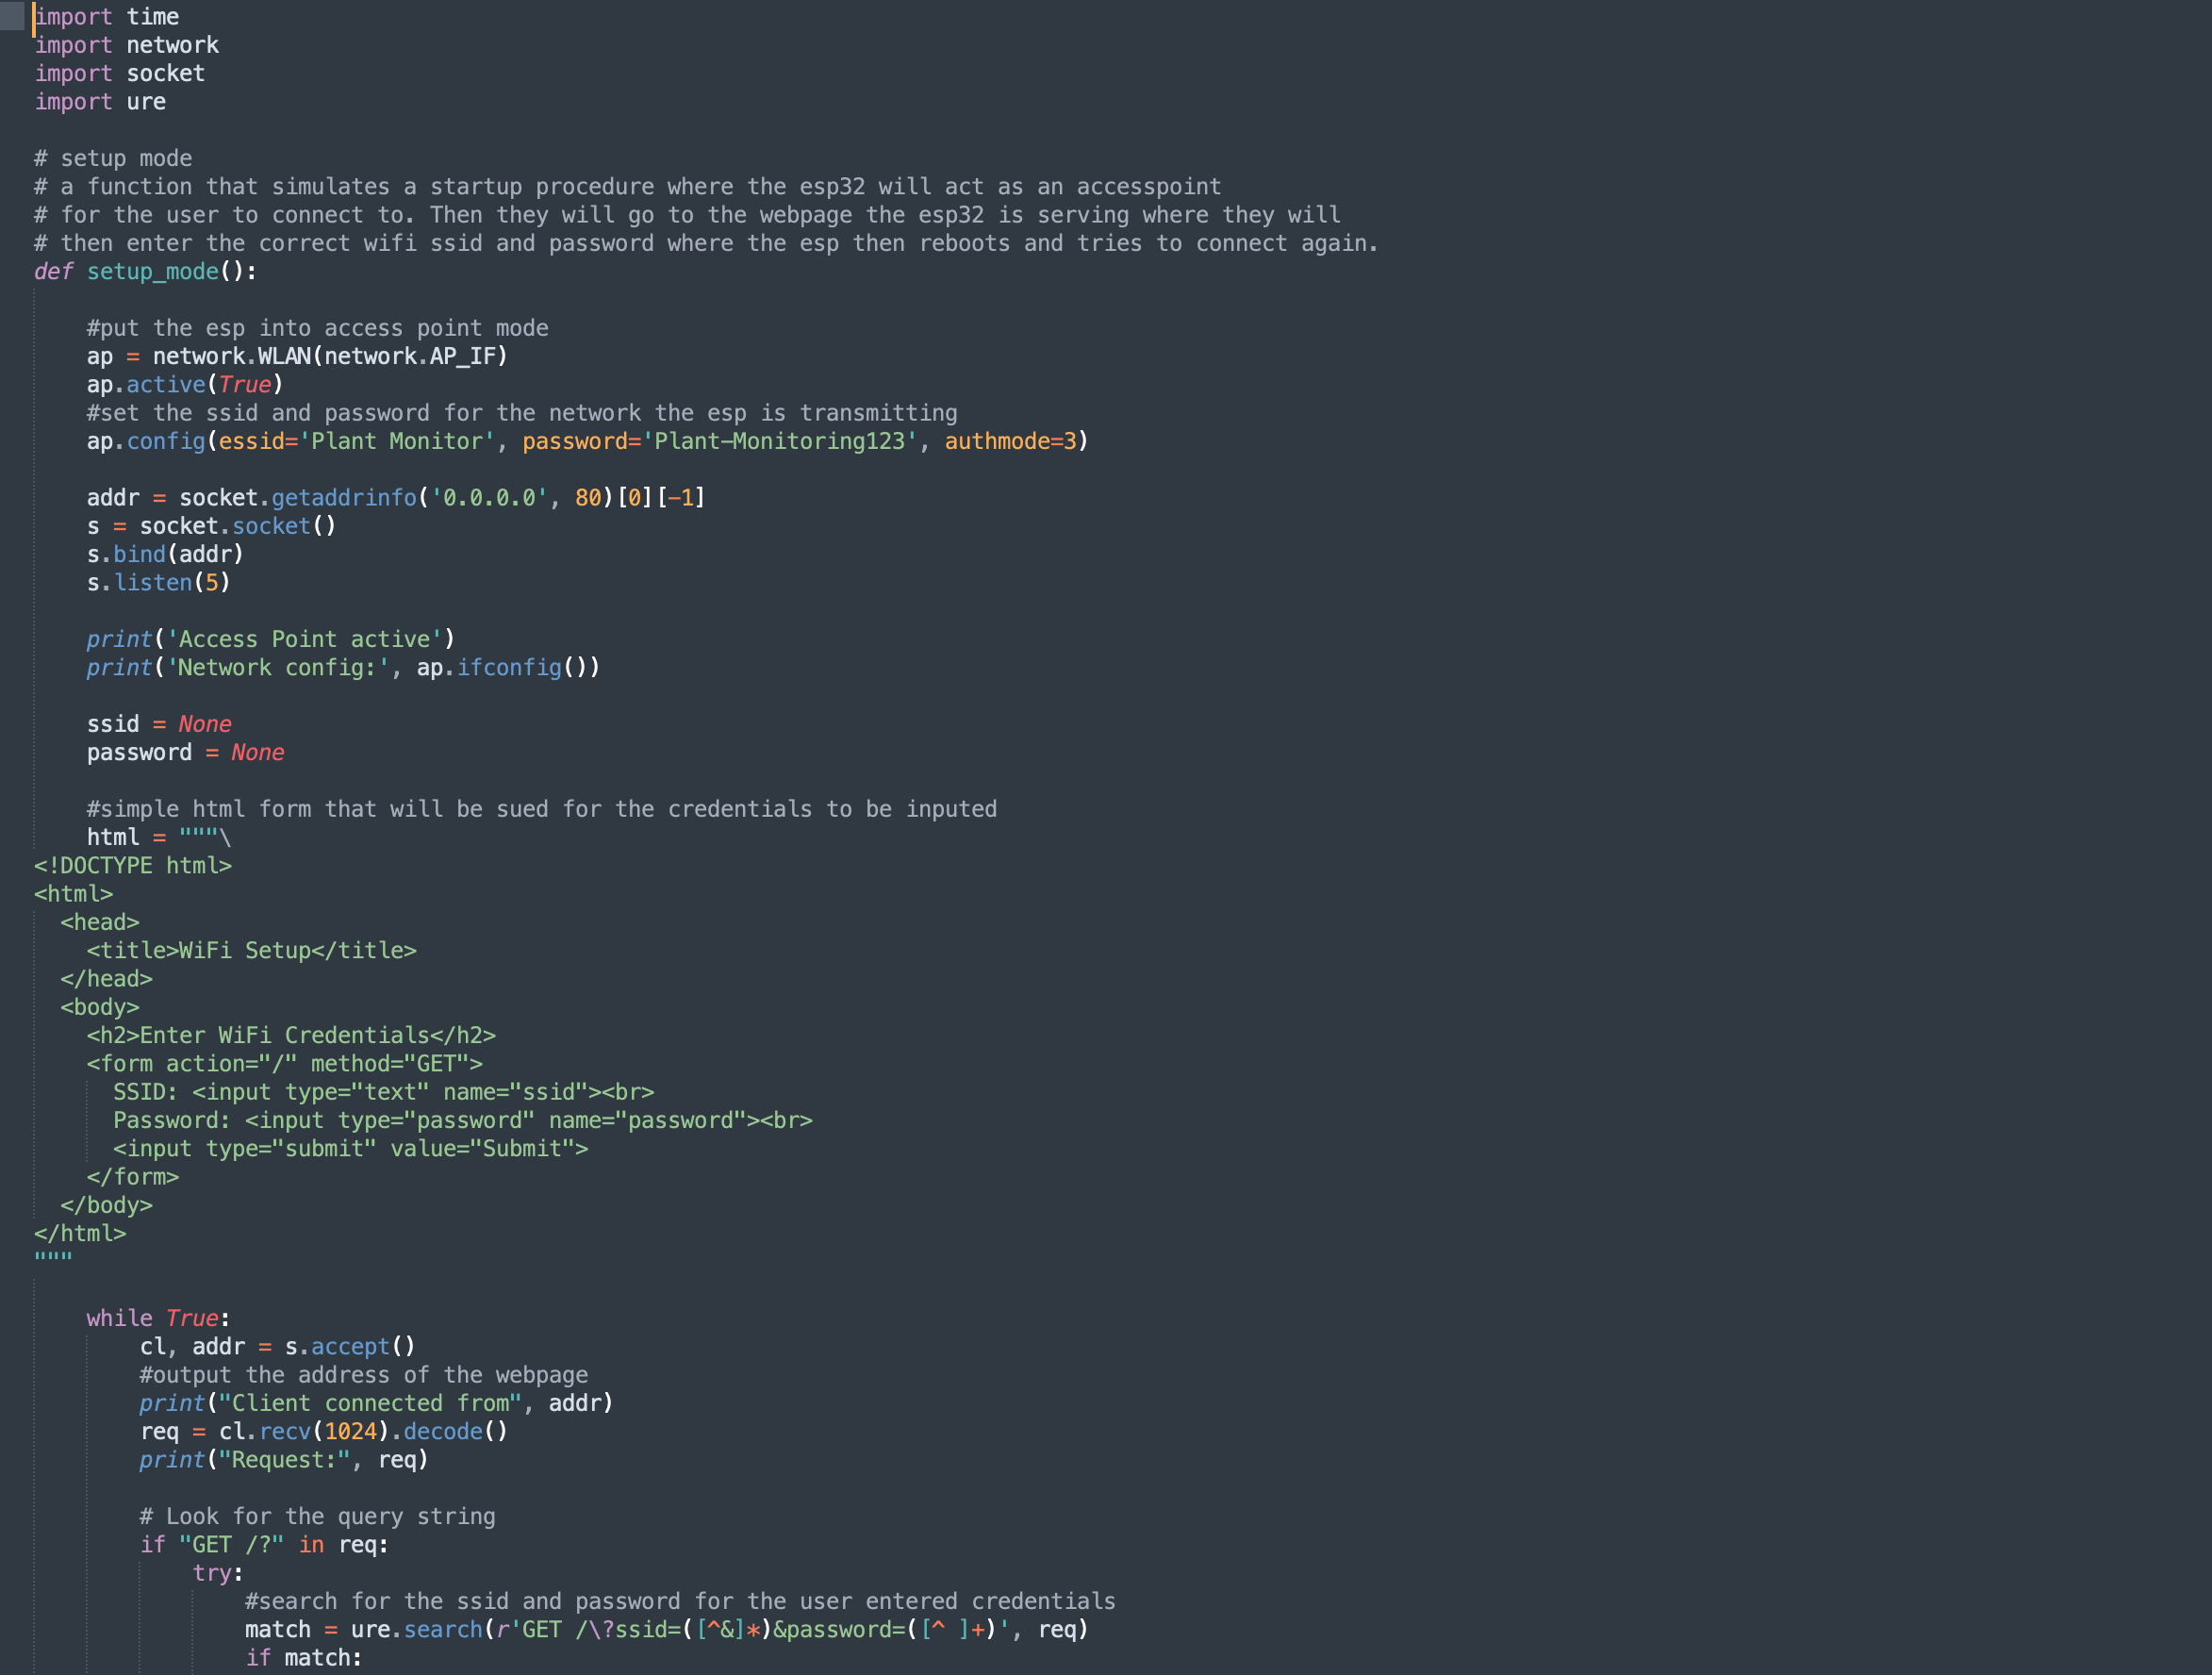 import time
import network
import socket
import ure
# setup mode
# a function that simulates a startup procedure where the esp32 will act as an accesspoint
# for the user to connect to. Then they will go to the webpage the esp32 is serving where they will
# then enter the correct wifi ssid and password where the esp then reboots and tries to connect again.
def setup_mode():
    #put the esp into access point mode
    ap = network.WLAN(network.AP_IF)
    ap.active(True)
    #set the ssid and password for the network the esp is transmitting
    ap.config(essid='Plant Monitor', password='Plant-Monitoring123', authmode=3)
    addr = socket.getaddrinfo('0.0.0.0', 80)[0][-1]
    s = socket.socket()
    s.bind(addr)
    s.listen(5)
    print('Access Point active')
    print('Network config:', ap.ifconfig())
    ssid = None
    password = None
    #simple html form that will be sued for the credentials to be inputed
    html = """\
<!DOCTYPE html>
<html>
  <head>
    <title>WiFi Setup</title>
  </head>
  <body>
    <h2>Enter WiFi Credentials</h2>
    <form action="/" method="GET">
      SSID: <input type="text" name="ssid"><br>
      Password: <input type="password" name="password"><br>
      <input type="submit" value="Submit">
    </form>
  </body>
</html>
"""
    while True:
        cl, addr = s.accept()
        #output the address of the webpage
        print("Client connected from", addr)
        req = cl.recv(1024).decode()
        print("Request:", req)
        # Look for the query string
        if "GET /?" in req:
            try:
                #search for the ssid and password for the user entered credentials
                match = ure.search(r'GET /\?ssid=([^&]*)&password=([^ ]+)', req)
                if match: